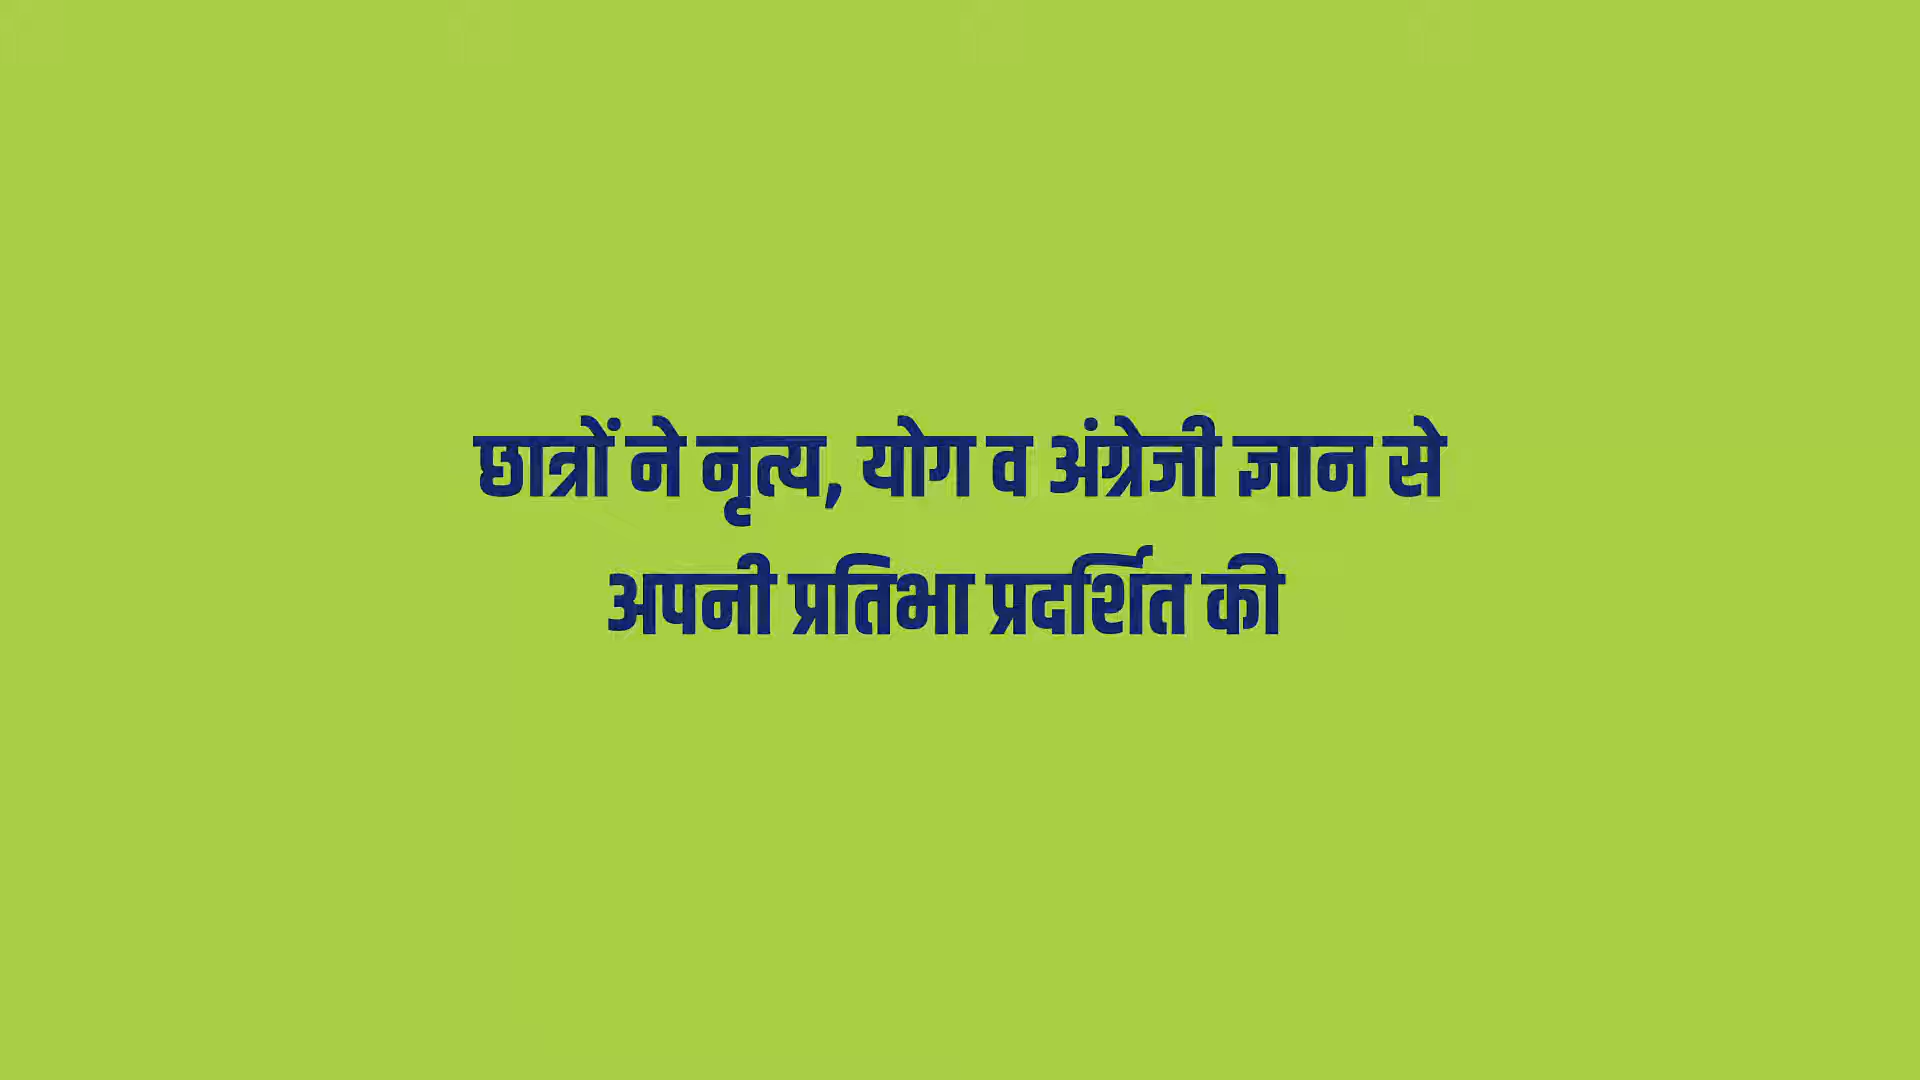 छात्रों ने नृत्य, योग व अंग्रेजी ज्ञान से
अपनी प्रतिभा प्रदर्शित की